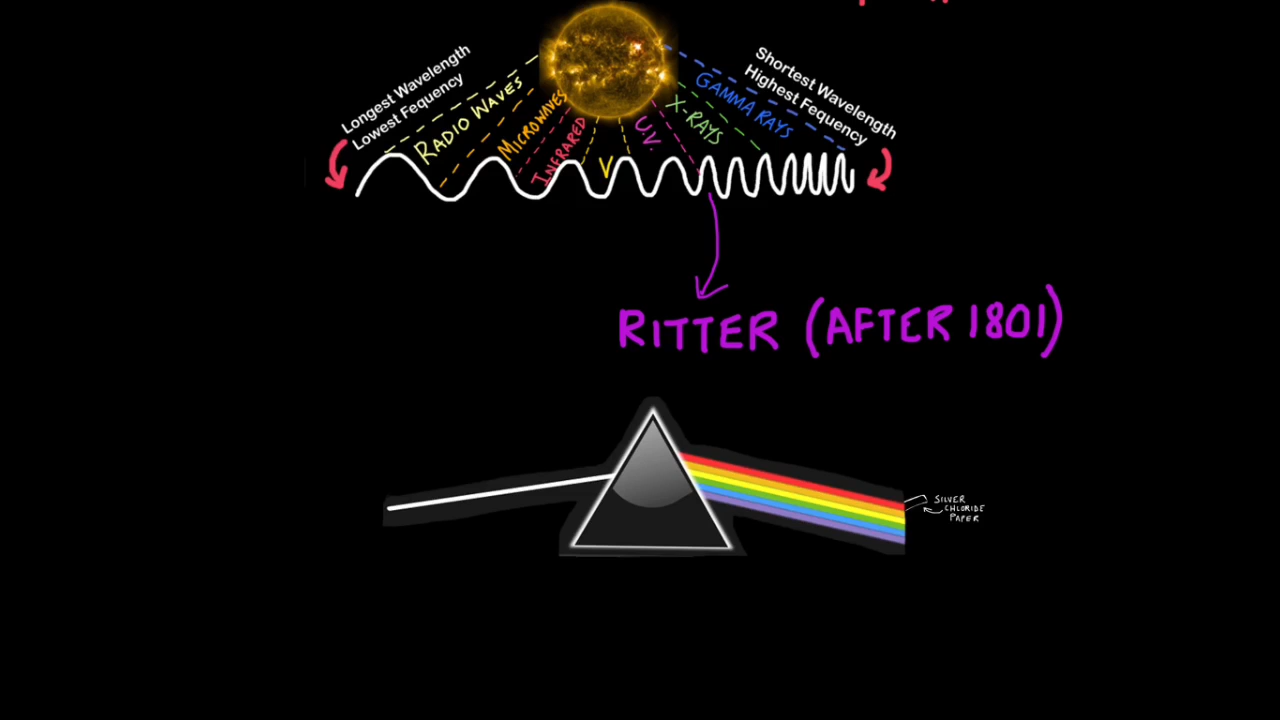 Longest Wavelength
Lowest Fequency
RADIO WAVES
MICROWAVES
INFRARED
V
U.V.
X-RAYS
GAMMA RAYS
Shortest Wavelength
Highest Fequency
RITTER (AFTER 1801)
SILVER
CHLORIDE
PAPER